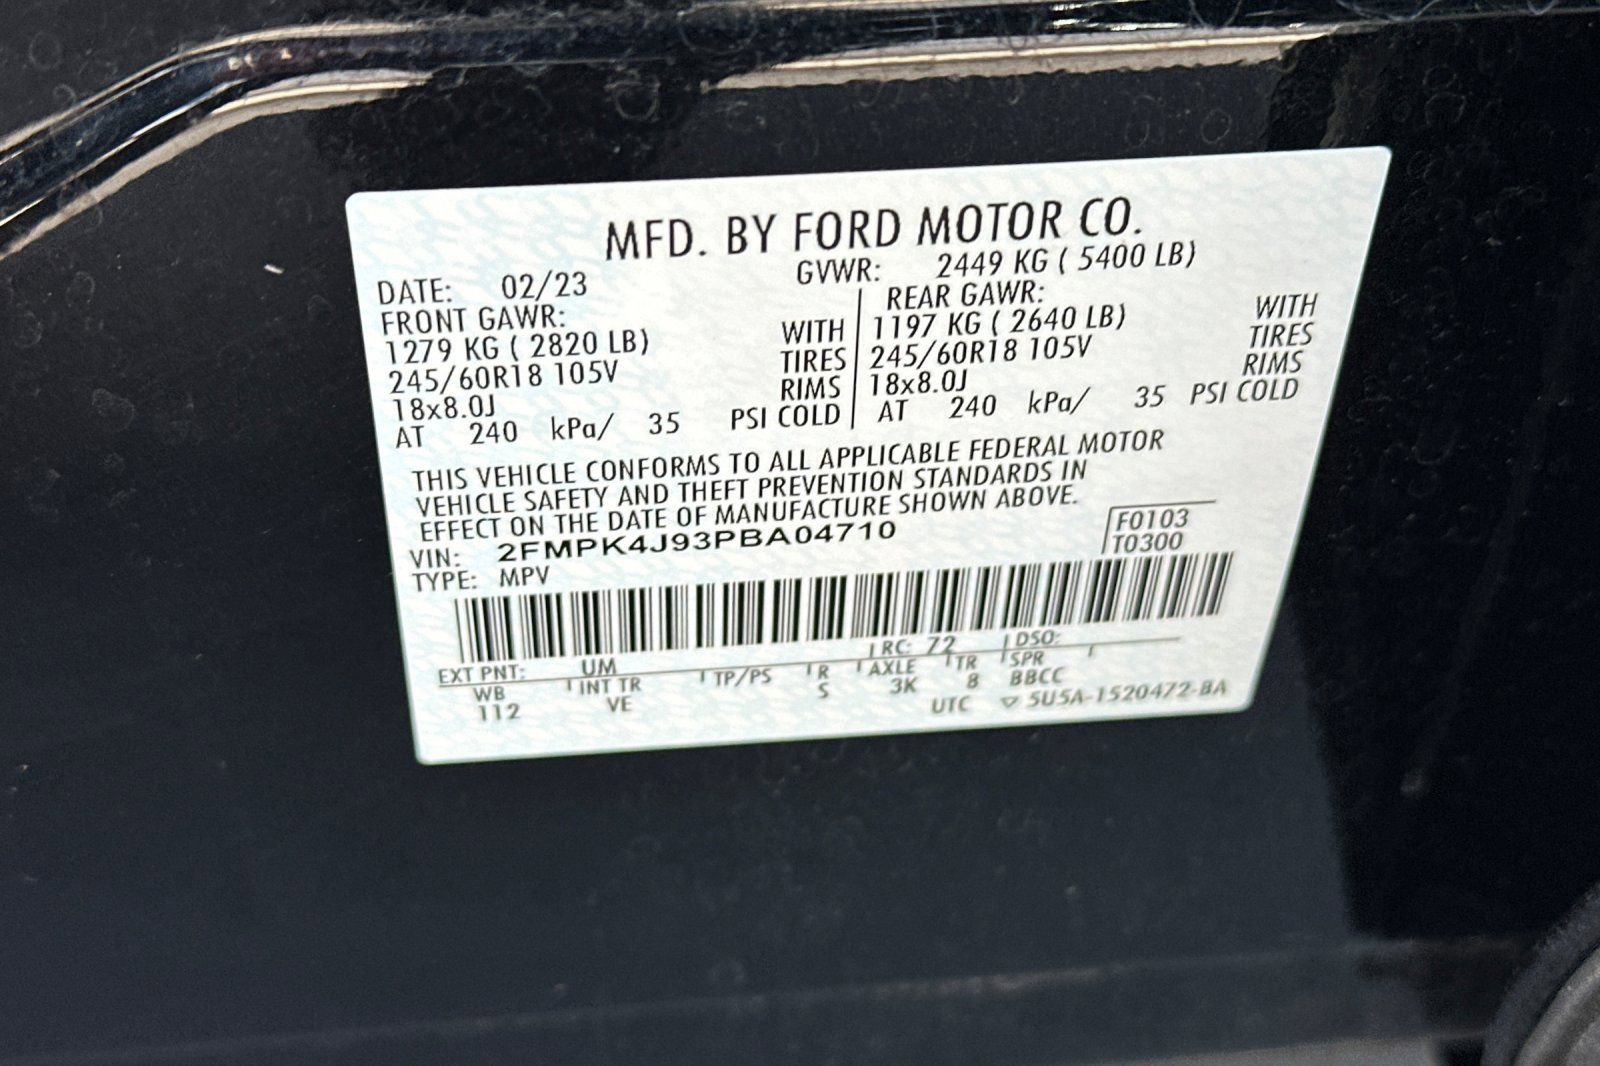 MFD. BY FORD MOTOR CO.
DATE: 02/23 GVWR: 2449 KG ( 5400 LB)
FRONT GAWR: REAR GAWR:
1279 KG ( 2820 LB) WITH 1197 KG ( 2640 LB) WITH
245/60R18 105V TIRES 245/60R18 105V TIRES
18x8.0J RIMS 18x8.0J RIMS
AT 240 kPa/ 35 PSI COLD AT 240 kPa/ 35 PSI COLD
THIS VEHICLE CONFORMS TO ALL APPLICABLE FEDERAL MOTOR
VEHICLE SAFETY AND THEFT PREVENTION STANDARDS IN
EFFECT ON THE DATE OF MANUFACTURE SHOWN ABOVE.
VIN: 2FMPK4J93PBA04710 F0103
TYPE: MPV T0300
EXT PNT: UM RC: 72 DSO:
WB INT TR TP/PS R AXLE TR SPR
112 VE S 3K 8 BBCC
UTC ▽ 5U5A-1520472-BA